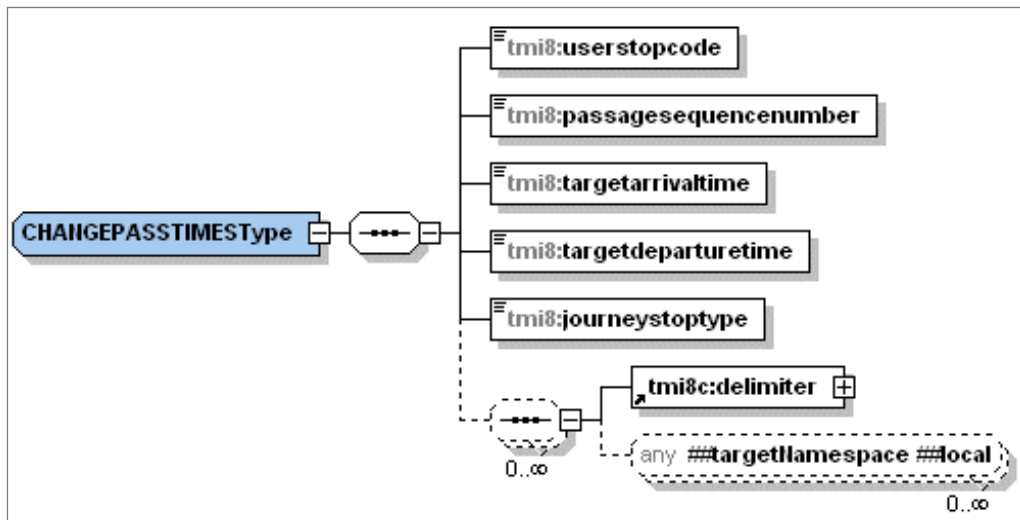 tmi8:userstopcode
tmi8:passagesequencenumber
tmi8:targetarrivaltime
CHANGEPASSTIMESType
tmi8:targetdeparturetime
tmi8:journeystoptype
tmi8c:delimiter
any ##targetNamespace ##local
0..∞
0..∞